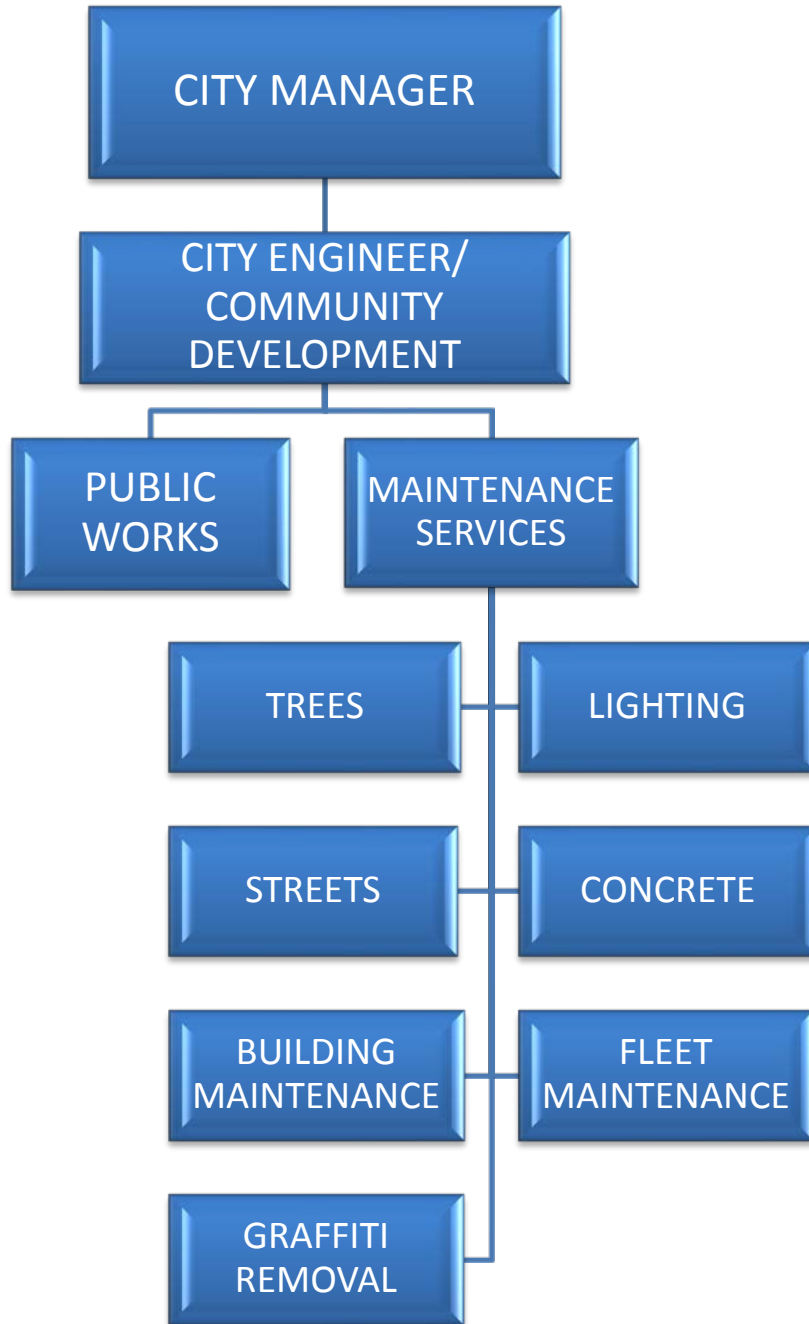 CITY MANAGER
CITY ENGINEER/
COMMUNITY
DEVELOPMENT
PUBLIC
WORKS
MAINTENANCE
SERVICES
TREES
LIGHTING
STREETS
CONCRETE
BUILDING
MAINTENANCE
FLEET
MAINTENANCE
GRAFFITI
REMOVAL